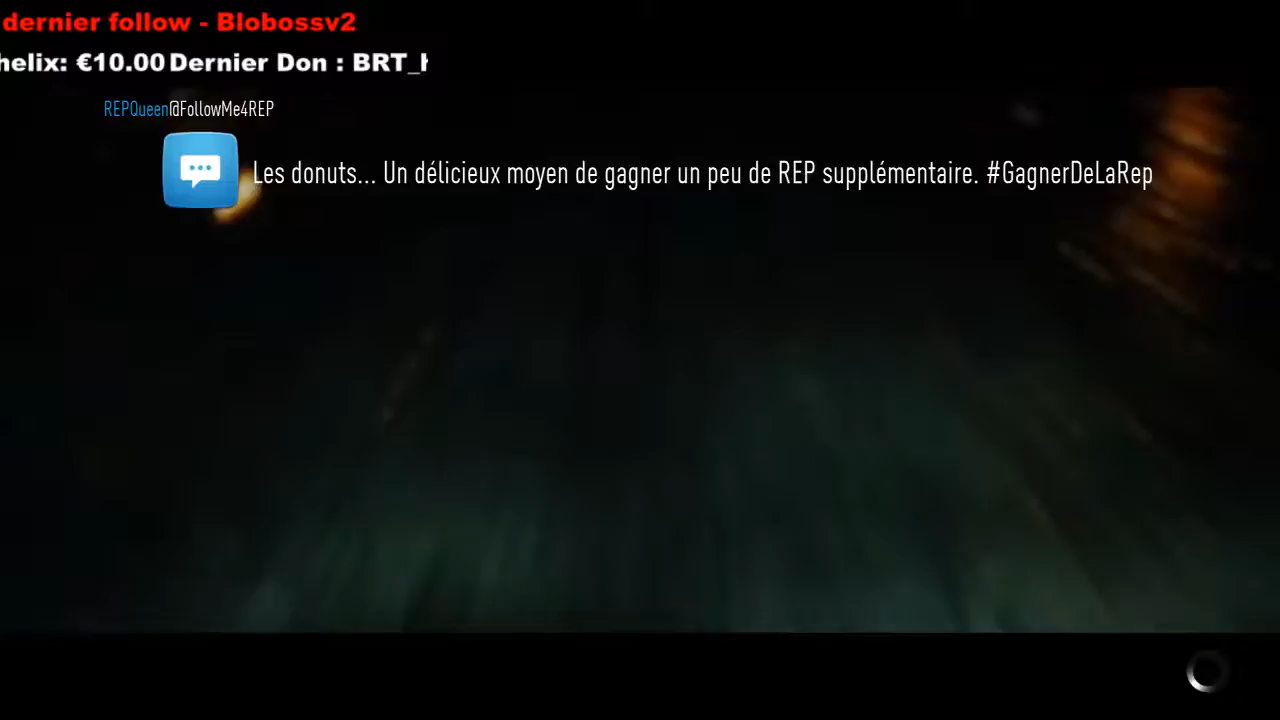 dernier follow - Blobossv2
helix: €10.00 Dernier Don : BRT_
REPQueen@FollowMe4REP
Les donuts... Un délicieux moyen de gagner un peu de REP supplémentaire. #GagnerDeLaRep